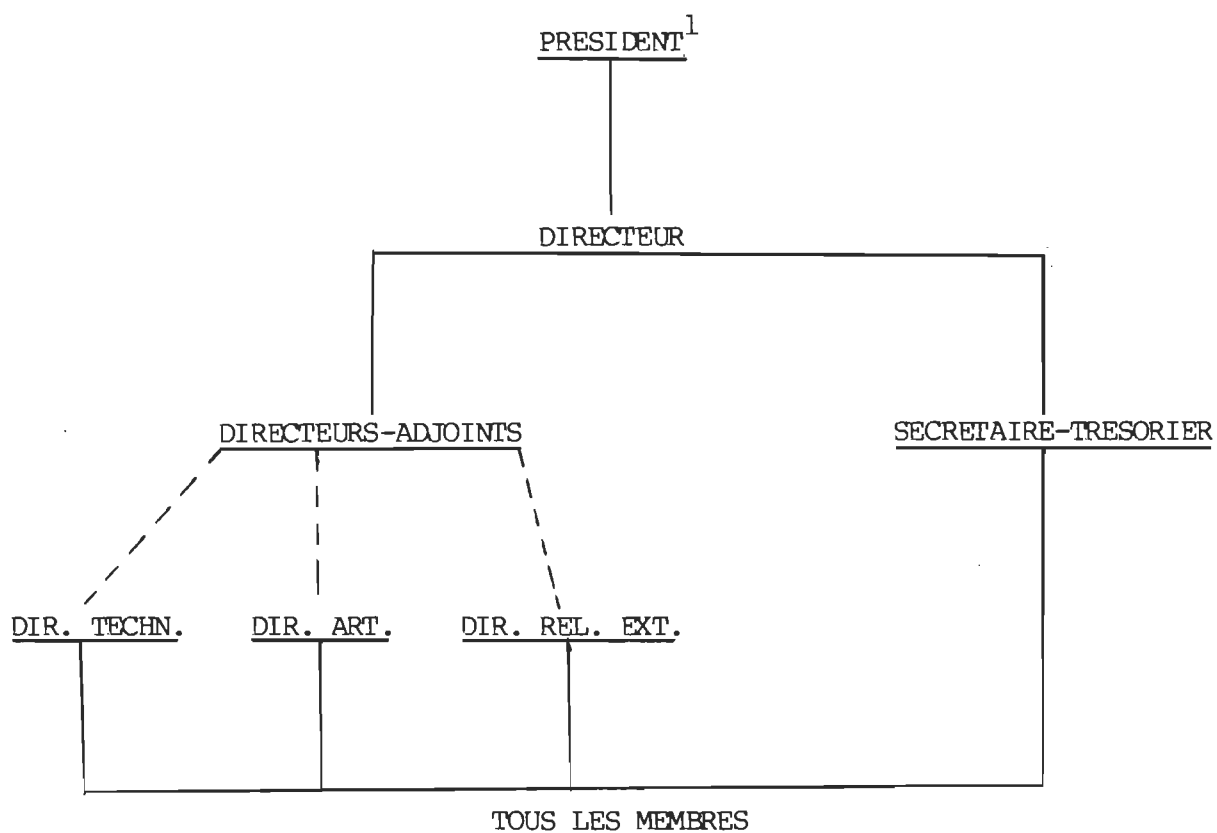 PRESIDENT1
DIRECTEUR
DIRECTEURS-ADJOINTS
SECRETAIRE-TRESORIER
DIR. TECHN.
DIR. ART.
DIR. REL. EXT.
TOUS LES MEMBRES